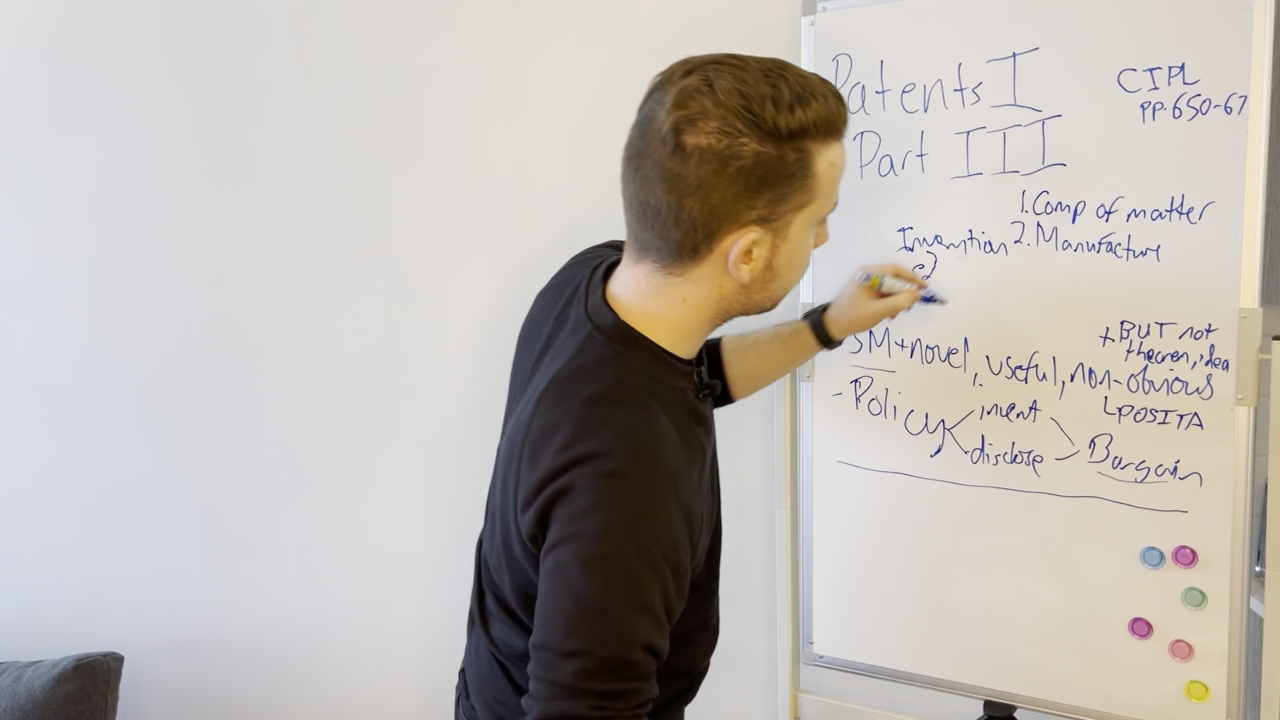 Patents I
CIPL
pp.650-67
Part III
1. Comp of matter
Invention 2. Manufacture
SM + novel, useful, non-obvious
+ BUT not
theorem, idea
LPOSITA
- Policy
invent
disclose
Bargain